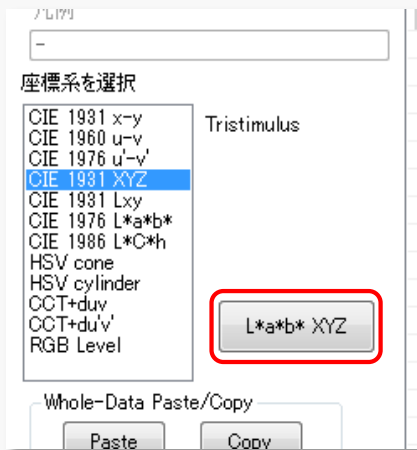 凡例
-
座標系を選択
CIE 1931 x-y
CIE 1960 u-v
CIE 1976 u'-v'
CIE 1931 XYZ
CIE 1931 Lxy
CIE 1976 L*a*b*
CIE 1986 L*C*h
HSV cone
HSV cylinder
CCT+duv
CCT+du'v'
RGB Level
Tristimulus
L*a*b* XYZ
Whole-Data Paste/Copy
Paste
Copy